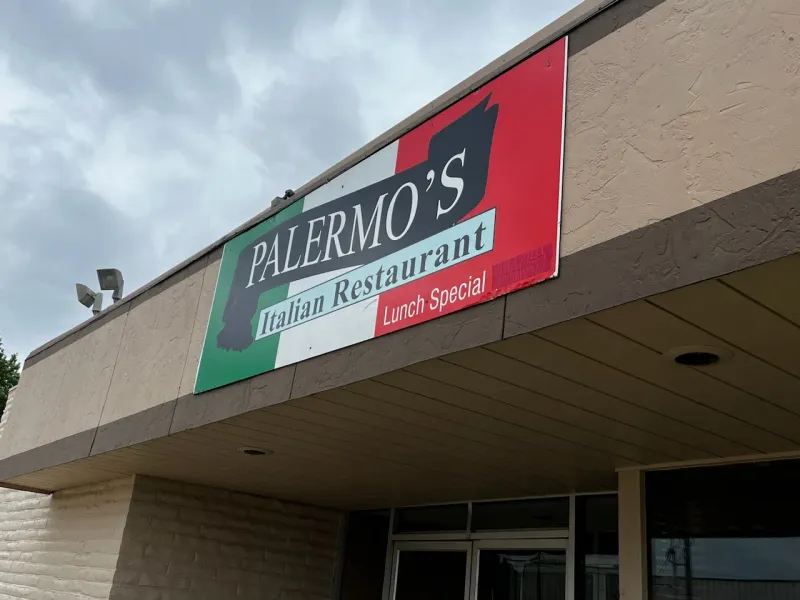 PALERMO'S
Italian Restaurant
Lunch Special